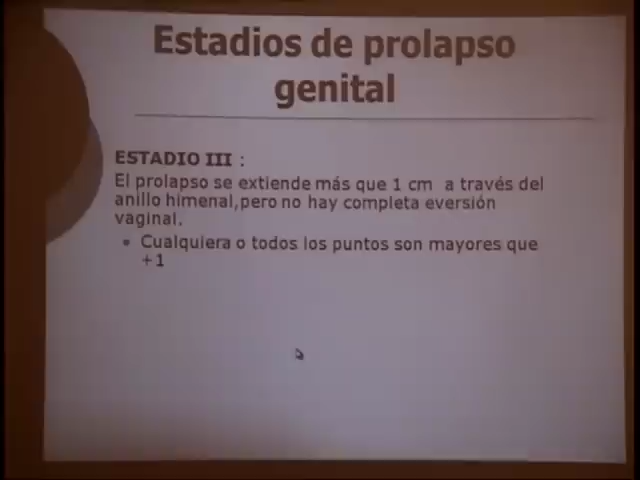 Estadios de prolapso
genital
ESTADIO III :
El prolapso se extiende más que 1 cm a través del
anillo himenal,pero no hay completa eversión
vaginal.
• Cualquiera o todos los puntos son mayores que
+1